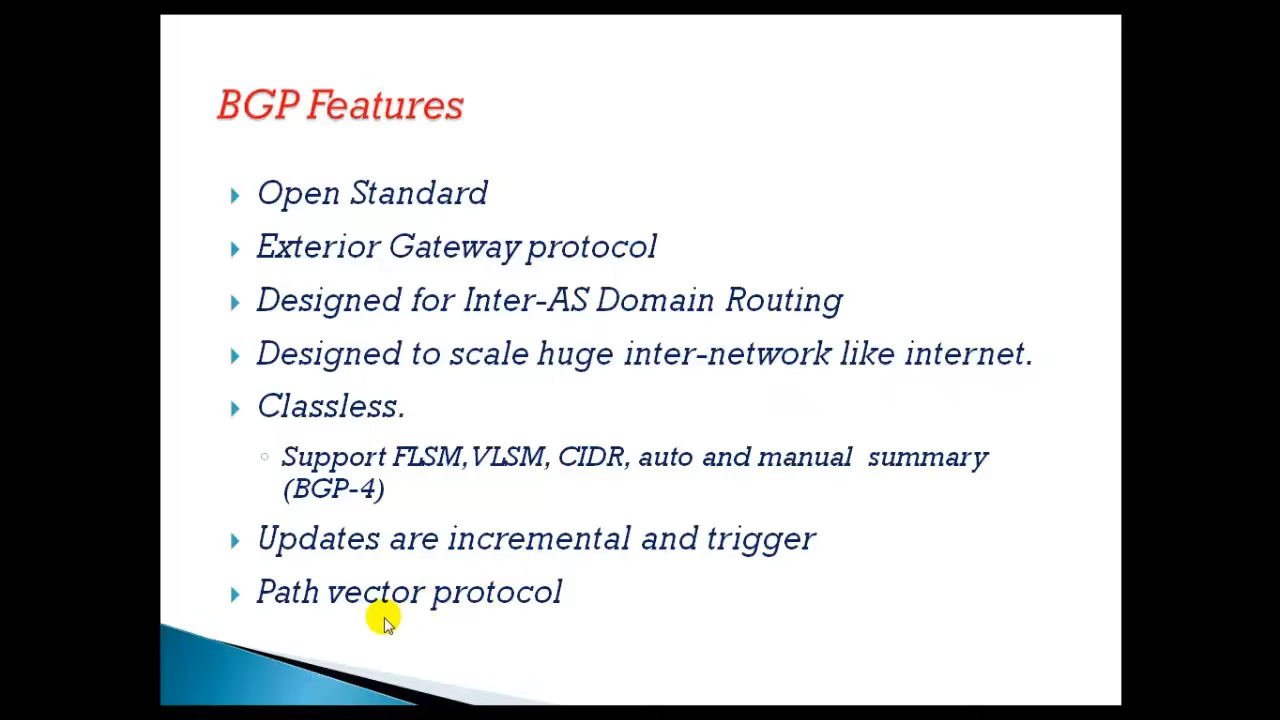 BGP Features
Open Standard
Exterior Gateway protocol
Designed for Inter-AS Domain Routing
Designed to scale huge inter-network like internet.
Classless.
Support FLSM,VLSM, CIDR, auto and manual summary
(BGP-4)
Updates are incremental and trigger
Path vector protocol